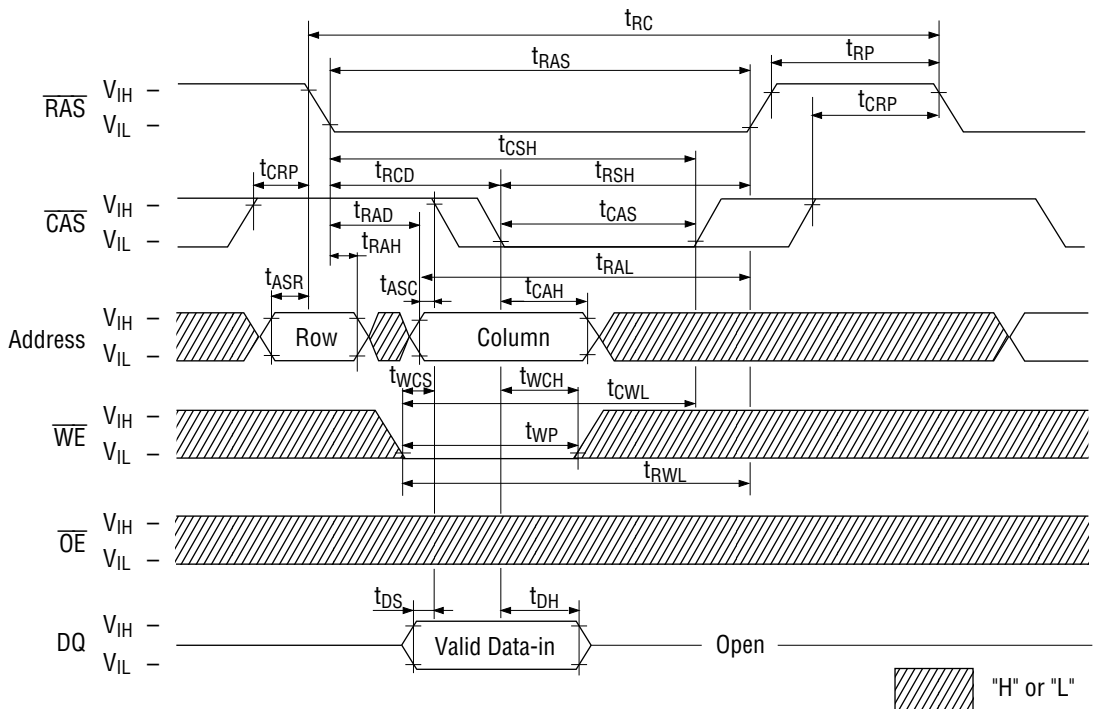 tRC
tRAS
tRP
RAS
VIH –
VIL –
tCRP
tCSH
tCRP
tRCD
tRSH
CAS
VIH –
VIL –
tRAD
tCAS
tRAH
tRAL
tASR
tASC
tCAH
Address
VIH –
VIL –
Row
Column
tWCS
tWCH
tCWL
WE
VIH –
VIL –
tWP
tRWL
OE
VIH –
VIL –
tDS
tDH
DQ
VIH –
VIL –
Valid Data-in
Open
"H" or "L"